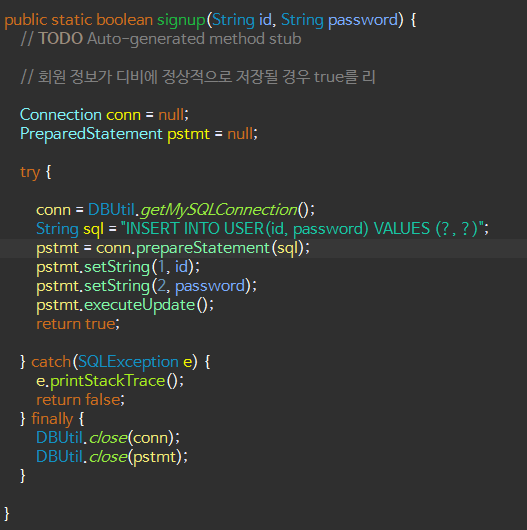 public static boolean signup(String id, String password) {
// TODO Auto-generated method stub
// 회원 정보가 디비에 정상적으로 저장될 경우 true를 리
Connection conn = null;
PreparedStatement pstmt = null;
try {
conn = DBUtil.getMySQLConnection();
String sql = "INSERT INTO USER(id, password) VALUES (?, ?)";
pstmt = conn.prepareStatement(sql);
pstmt.setString(1, id);
pstmt.setString(2, password);
pstmt.executeUpdate();
return true;
} catch(SQLException e) {
e.printStackTrace();
return false;
} finally {
DBUtil.close(conn);
DBUtil.close(pstmt);
}
}